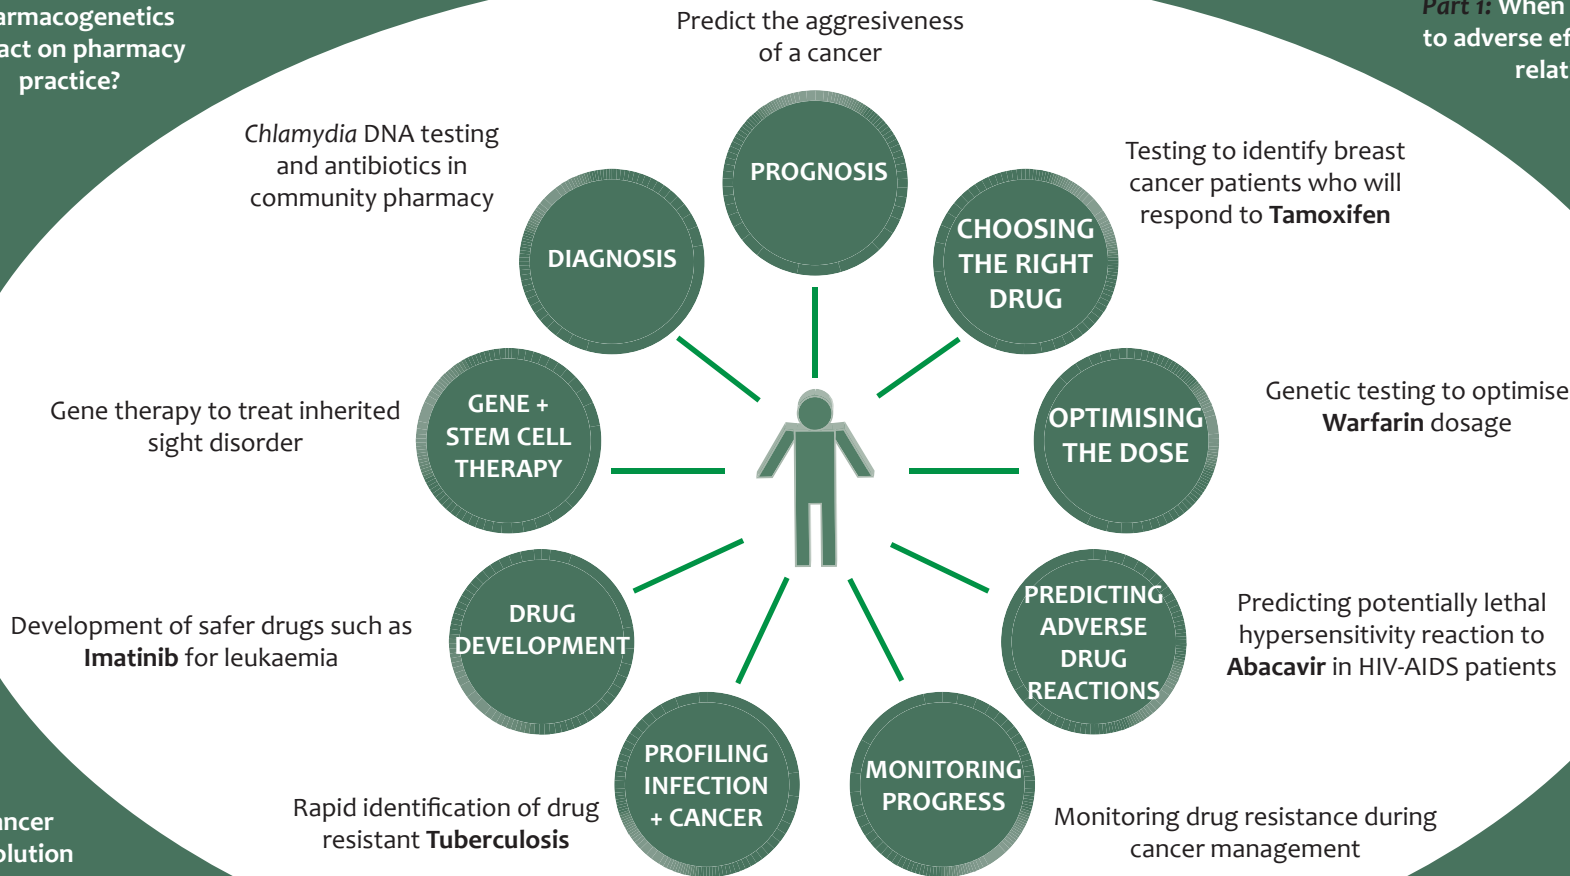 act on pharmacy
practice?
Part 1: When
to adverse
Predict the aggresiveness
of a cancer
PROGNOSIS
Chlamydia DNA testing
and antibiotics in
community pharmacy
DIAGNOSIS
Testing to identify breast
cancer patients who will
respond to Tamoxifen
CHOOSING
THE RIGHT
DRUG
Gene therapy to treat inherited
sight disorder
GENE +
STEM CELL
THERAPY
OPTIMISING
THE DOSE
Genetic testing to optimise
Warfarin dosage
Development of safer drugs such as
Imatinib for leukaemia
DRUG
DEVELOPMENT
PREDICTING
ADVERSE
DRUG
REACTIONS
Predicting potentially lethal
hypersensitivity reaction to
Abacavir in HIV-AIDS patients
Rapid identification of drug
resistant Tuberculosis
PROFILING
INFECTION
+ CANCER
MONITORING
PROGRESS
Monitoring drug resistance during
cancer management